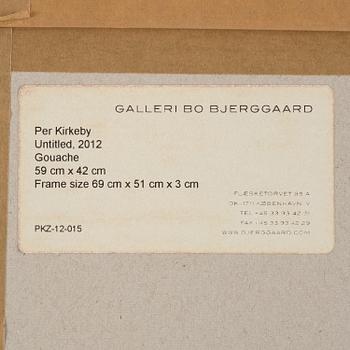 GALLERI BO BJERGGAARD
Per Kirkeby
Untitled, 2012
Gouache
59 cm x 42 cm
Frame size 69 cm x 51 cm x 3 cm
FLÆSKETORVET 85 A
DK-1711 KØBENHAVN V
TEL +45 33 93 42 21
FAX +45 33 93 42 29
WWW.BJERGGAARD.COM
PKZ-12-015